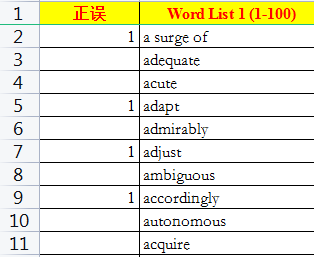 1 正误 Word List 1 (1-100)
2 1 a surge of
3 adequate
4 acute
5 1 adapt
6 admirably
7 1 adjust
8 ambiguous
9 1 accordingly
10 autonomous
11 acquire